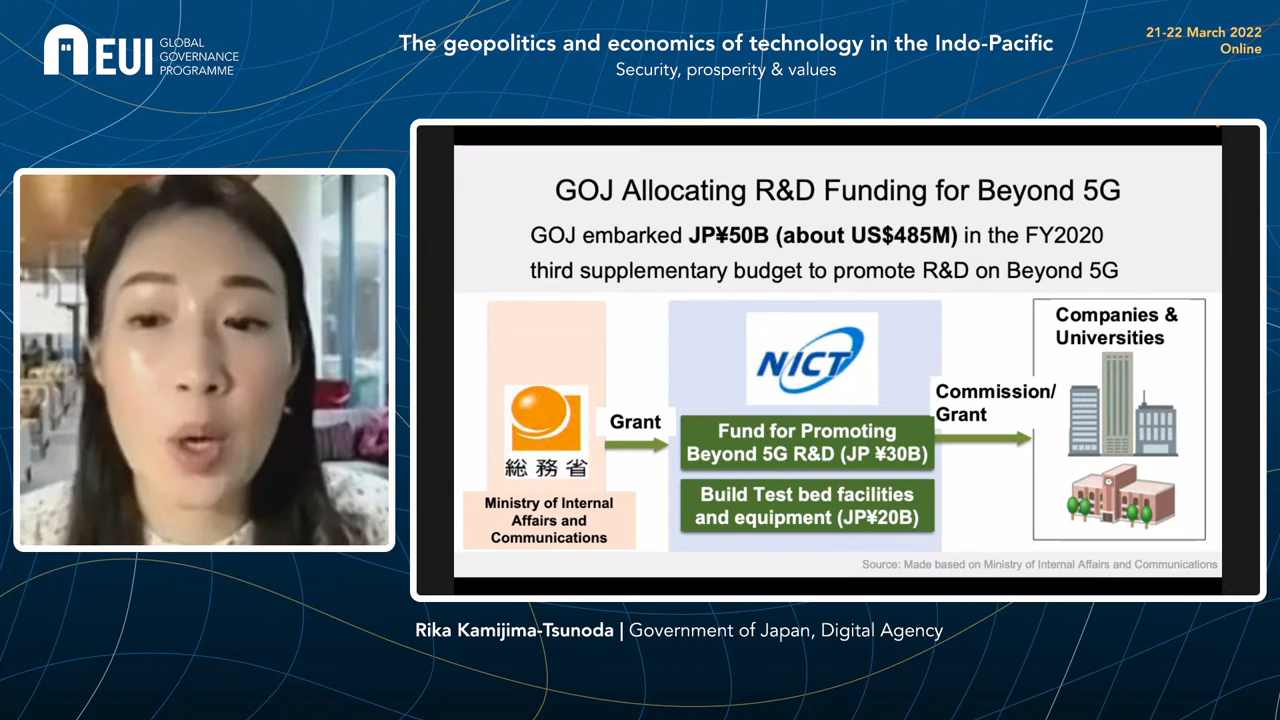 EUI
GLOBAL
GOVERNANCE
PROGRAMME
The geopolitics and economics of technology in the Indo-Pacific
Security, prosperity & values
21-22 March 2022
Online
GOJ Allocating R&D Funding for Beyond 5G
GOJ embarked JP¥50B (about US$485M) in the FY2020
third supplementary budget to promote R&D on Beyond 5G
総務省
Ministry of Internal
Affairs and
Communications
Grant
NICT
Fund for Promoting
Beyond 5G R&D (JP ¥30B)
Build Test bed facilities
and equipment (JP¥20B)
Commission/
Grant
Companies &
Universities
Source: Made based on Ministry of Internal Affairs and Communications
Rika Kamijima-Tsunoda | Government of Japan, Digital Agency